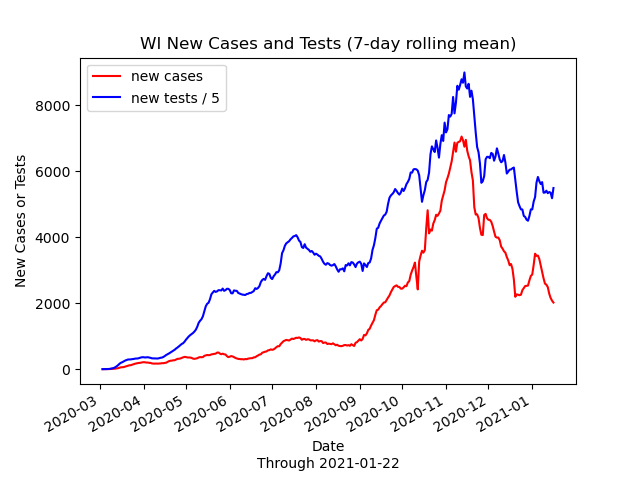 WI New Cases and Tests (7-day rolling mean)
new cases
new tests / 5
New Cases or Tests
8000
6000
4000
2000
0
2020-03
2020-04
2020-05
2020-06
2020-07
2020-08
2020-09
2020-10
2020-11
2020-12
2021-01
Date
Through 2021-01-22